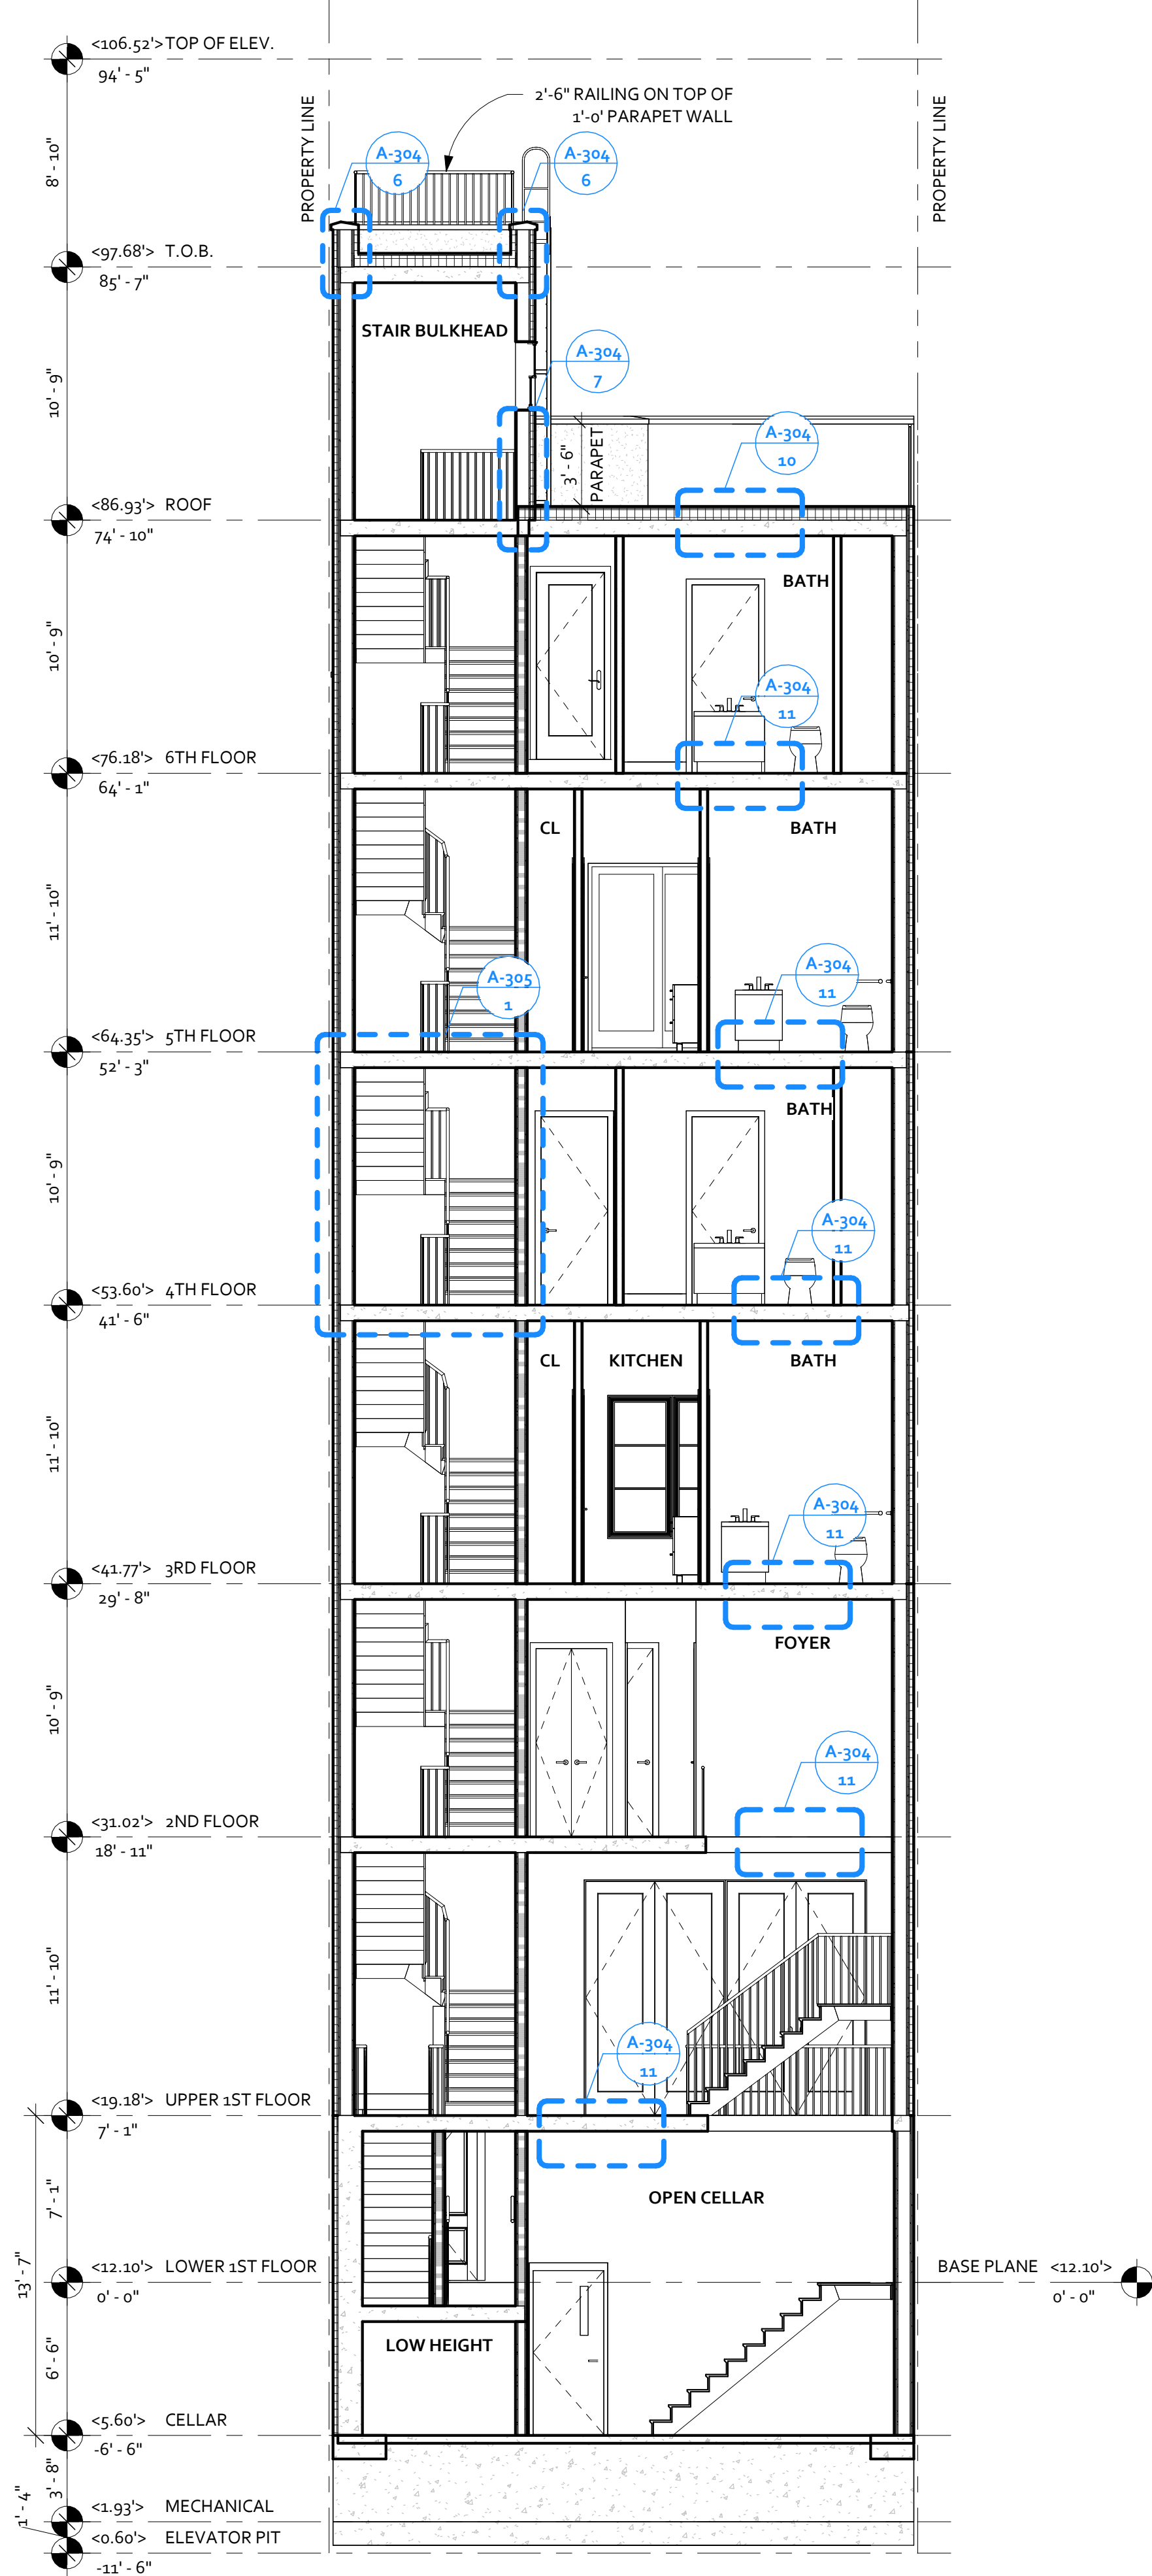 <106.52'> TOP OF ELEV.
94' - 5"
2'-6" RAILING ON TOP OF
1'-0' PARAPET WALL
PROPERTY LINE
PROPERTY LINE
8' - 10"
A-304
6
A-304
6
<97.68'> T.O.B.
85' - 7"
STAIR BULKHEAD
A-304
7
10' - 9"
3' - 6"
PARAPET
A-304
10
<86.93'> ROOF
74' - 10"
BATH
10' - 9"
A-304
11
<76.18'> 6TH FLOOR
64' - 1"
CL
BATH
11' - 10"
A-305
1
A-304
11
<64.35'> 5TH FLOOR
52' - 3"
BATH
10' - 9"
A-304
11
<53.60'> 4TH FLOOR
41' - 6"
CL
KITCHEN
BATH
11' - 10"
A-304
11
<41.77'> 3RD FLOOR
29' - 8"
FOYER
10' - 9"
A-304
11
<31.02'> 2ND FLOOR
18' - 11"
11' - 10"
A-304
11
<19.18'> UPPER 1ST FLOOR
7' - 1"
7' - 1"
OPEN CELLAR
13' - 7"
<12.10'> LOWER 1ST FLOOR
0' - 0"
BASE PLANE <12.10'>
0' - 0"
LOW HEIGHT
6' - 6"
<5.60'> CELLAR
-6' - 6"
3' - 8"
1' - 4"
<1.93'> MECHANICAL
<0.60'> ELEVATOR PIT
-11' - 6"